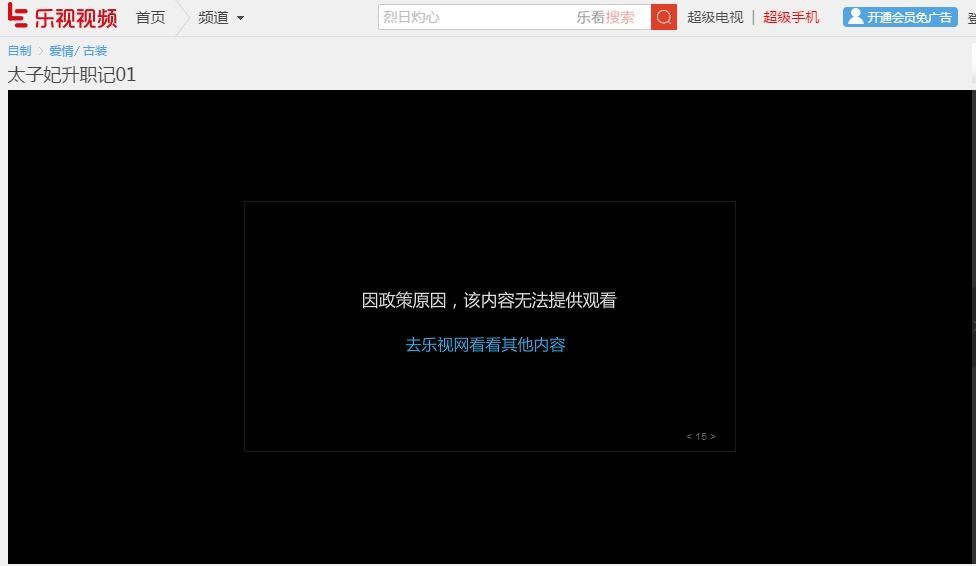 乐视视频 首页 频道 烈日灼心 乐看搜索 超级电视 | 超级手机 开通会员免广告
自制 > 爱情/ 古装
太子妃升职记01
因政策原因，该内容无法提供观看
去乐视网看看其他内容
< 15 >